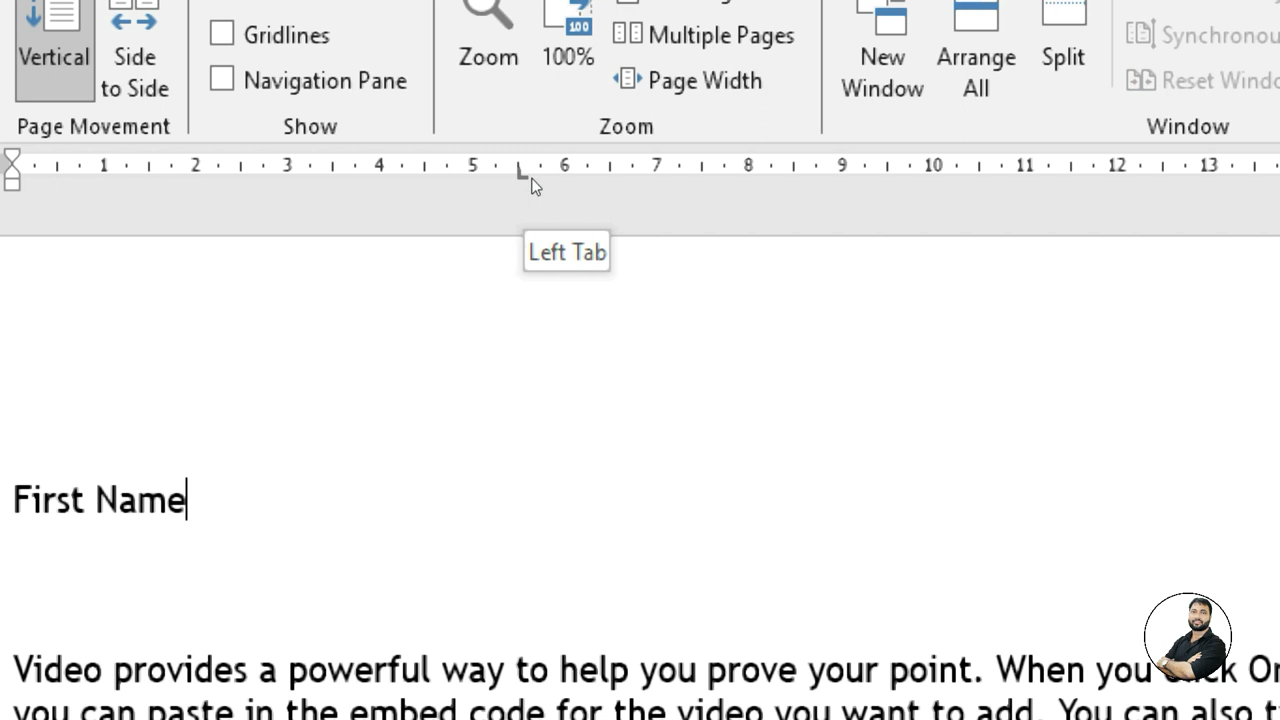 100
Gridlines
Multiple Pages
Synchronou
Vertical
Side
to Side
Navigation Pane
Zoom
100%
Page Width
New
Window
Arrange
All
Split
Reset Windo
Page Movement
Show
Zoom
Window
1 2 3 4 5 6 7 8 9 10 11 12 13
Left Tab
First Name
Video provides a powerful way to help you prove your point. When you click On
you can paste in the embed code for the video you want to add. You can also t